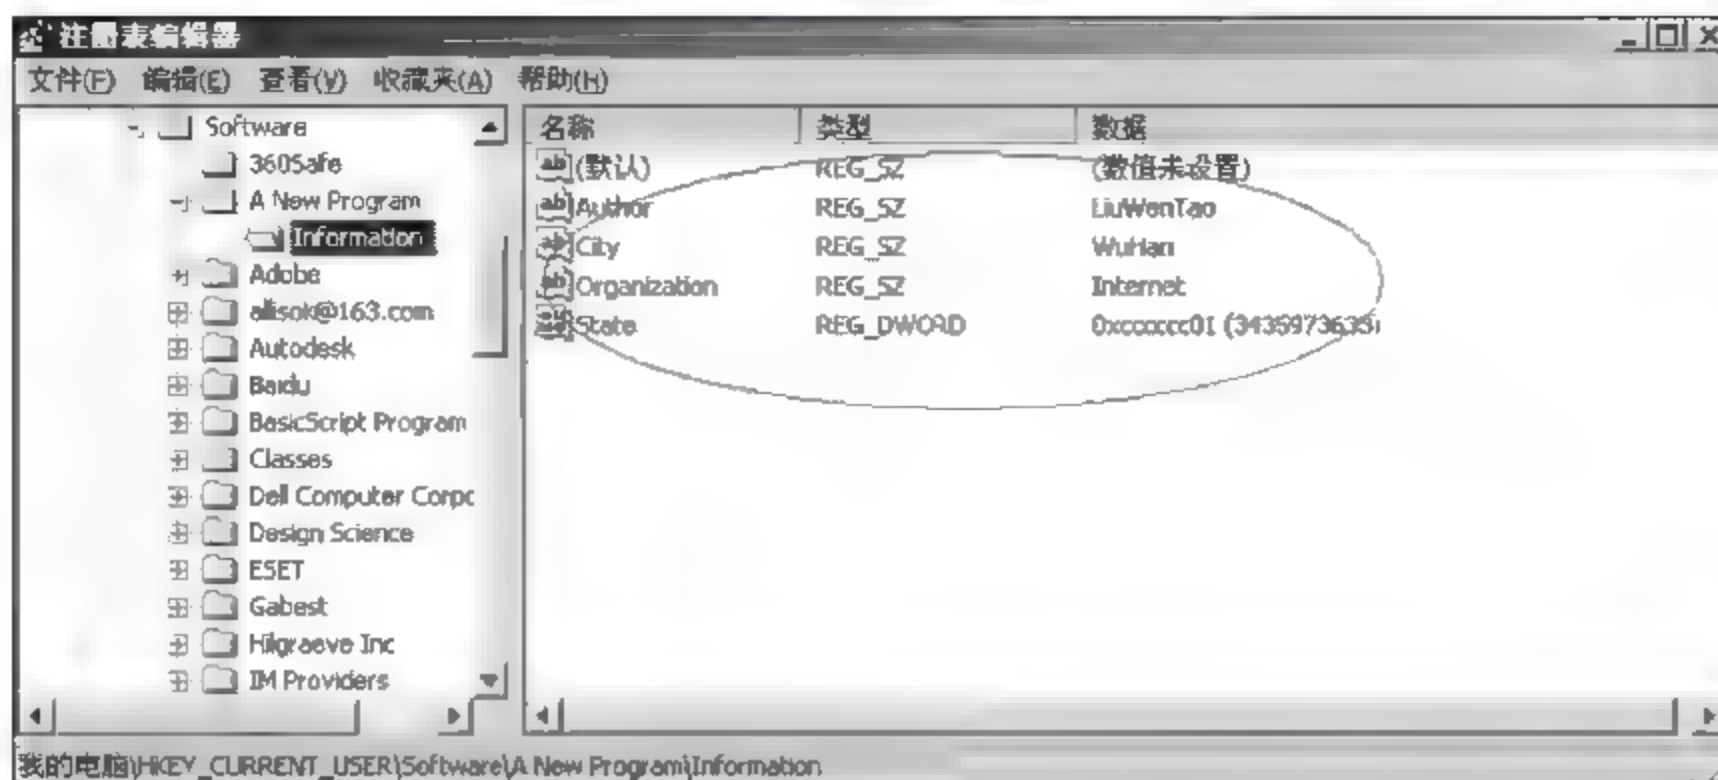 注册表编辑器
文件(F) 编辑(E) 查看(V) 收藏夹(A) 帮助(H)
Software
360Safe
A New Program
Information
Adobe
allisok@163.com
Autodesk
Baidu
BasicScript Program
Classes
Dell Computer Corpc
Design Science
ESET
Gabest
Hilgraeve Inc
IM Providers
名称 类型 数据
(默认) REG_SZ (数值未设置)
Author REG_SZ LiuWenTao
City REG_SZ WuHan
Organization REG_SZ Internet
State REG_DWORD 0xcccccc01
我的电脑\HKEY_CURRENT_USER\Software\A New Program\Information